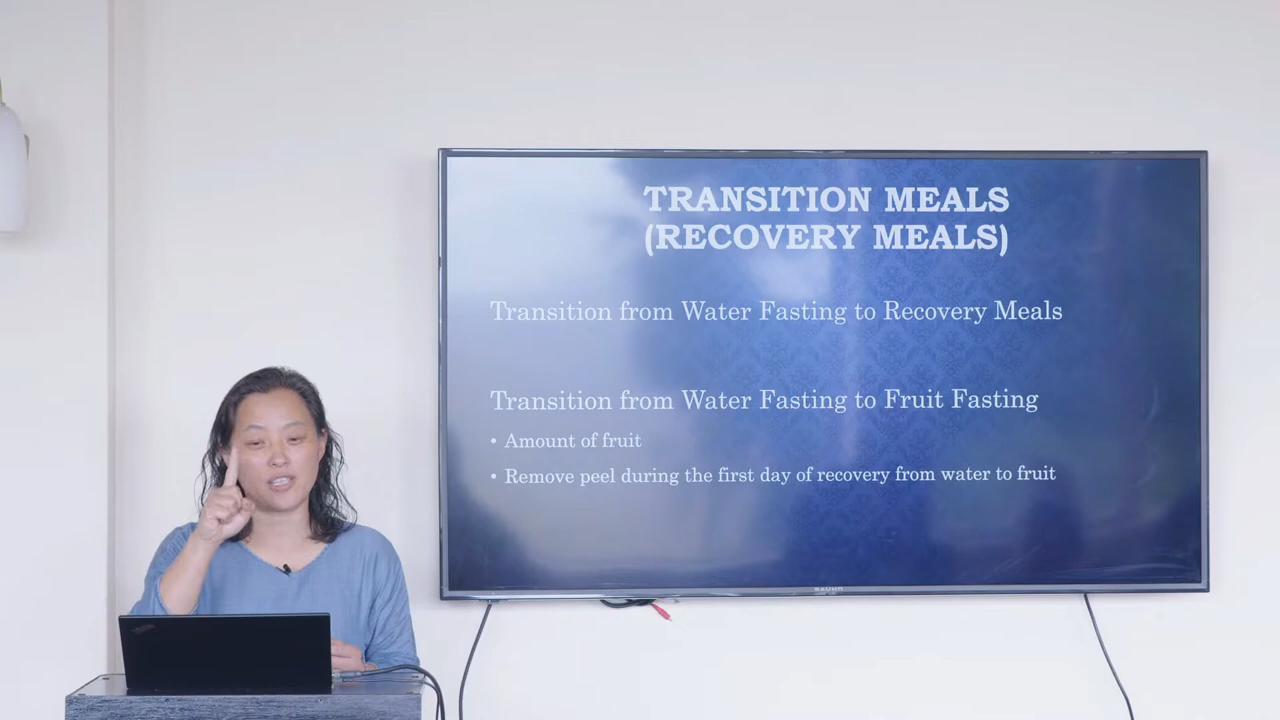 TRANSITION MEALS
(RECOVERY MEALS)
Transition from Water Fasting to Recovery Meals
Transition from Water Fasting to Fruit Fasting
• Amount of fruit
• Remove peel during the first day of recovery from water to fruit